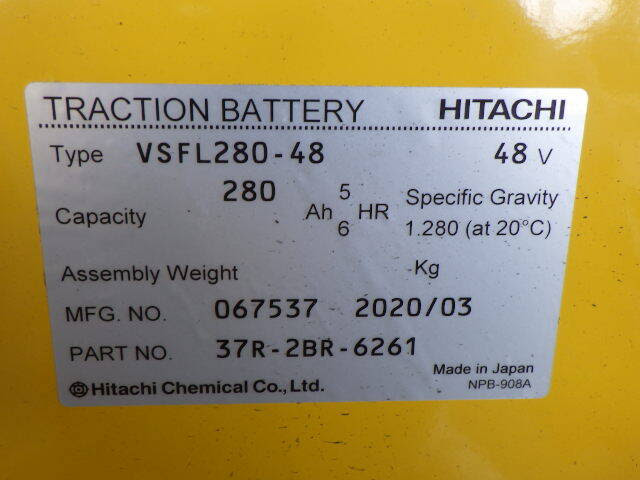 TRACTION BATTERY HITACHI
Type VSFL280-48 48 V
Capacity 280 Ah 5 HR Specific Gravity
6 1.280 (at 20°C)
Assembly Weight Kg
MFG. NO. 067537 2020/03
PART NO. 37R-2BR-6261
Made in Japan
Hitachi Chemical Co., Ltd. NPB-908A